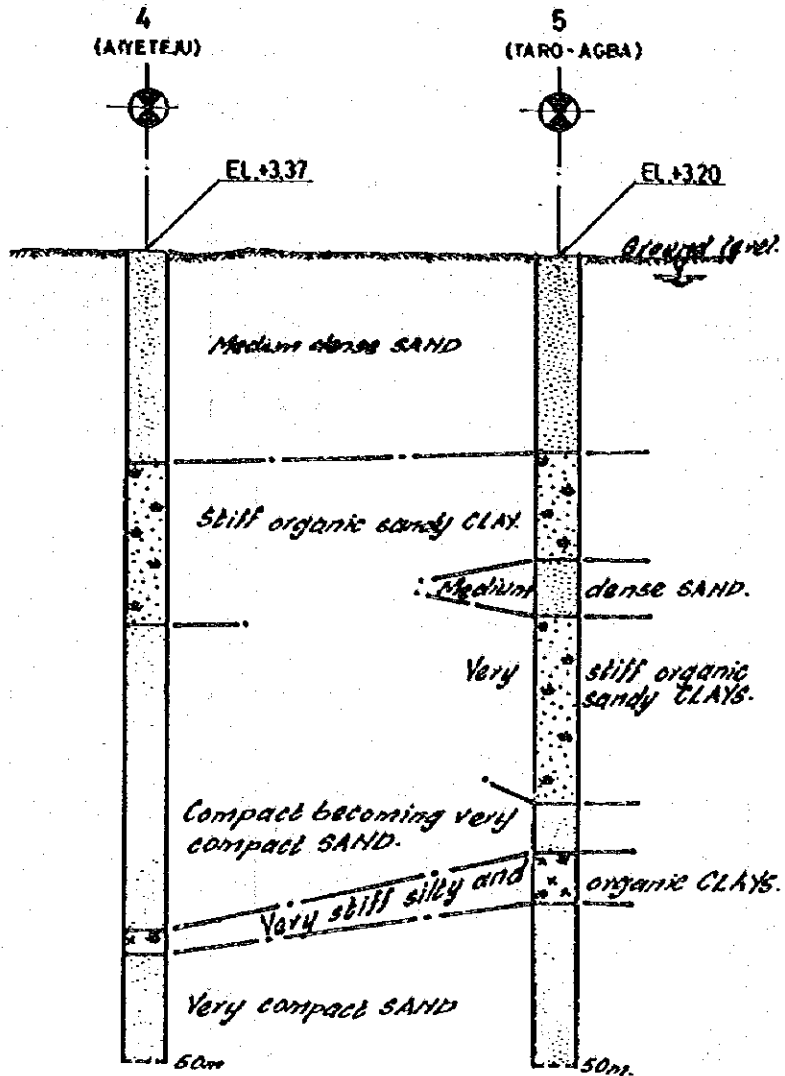 4
(AIYETEJU)
5
(TARO-AGBA)
EL.+3.37
EL.+3.20
Ground level.
Medium dense SAND
Stiff organic sandy CLAY.
Medium dense SAND.
Very stiff organic
sandy CLAYS.
Compact becoming very
compact SAND.
Very stiff silty and organic CLAYS.
Very compact SAND
50m
50m.